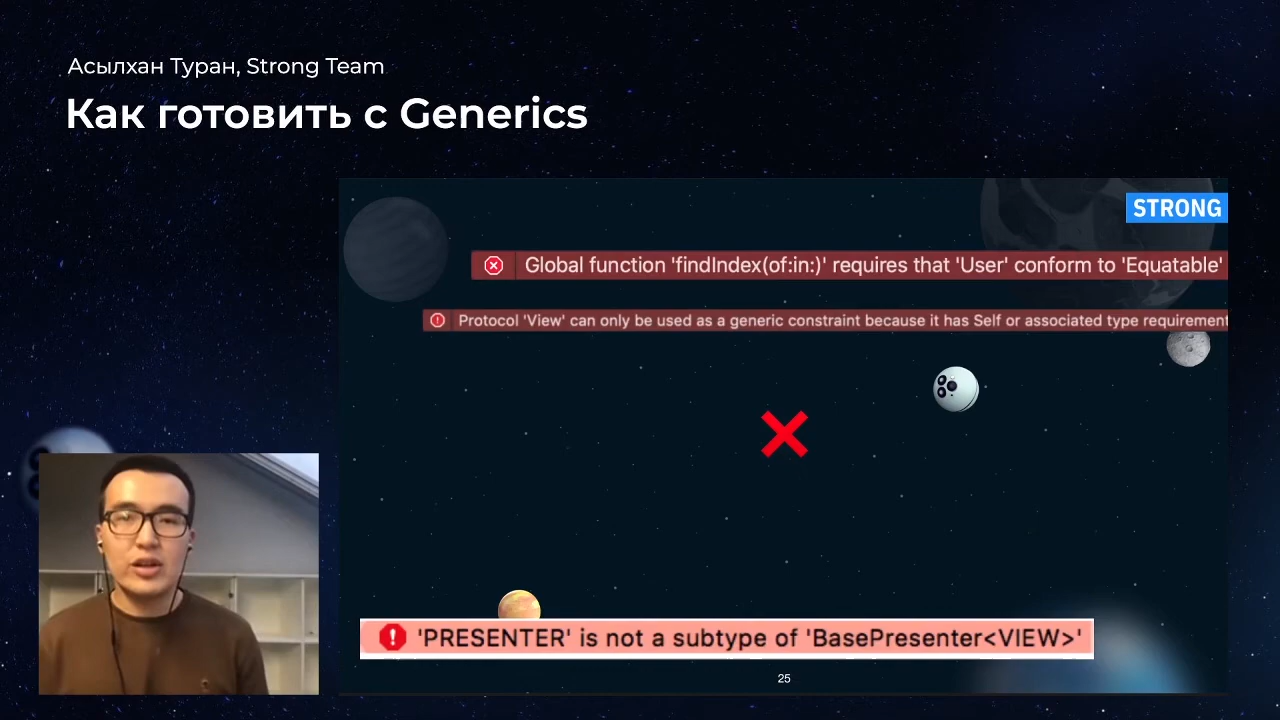 Асылхан Туран, Strong Team
Как готовить с Generics
STRONG
Global function 'findIndex(of:in:)' requires that 'User' conform to 'Equatable'
Protocol 'View' can only be used as a generic constraint because it has Self or associated type requirement
'PRESENTER' is not a subtype of 'BasePresenter<VIEW>'
25